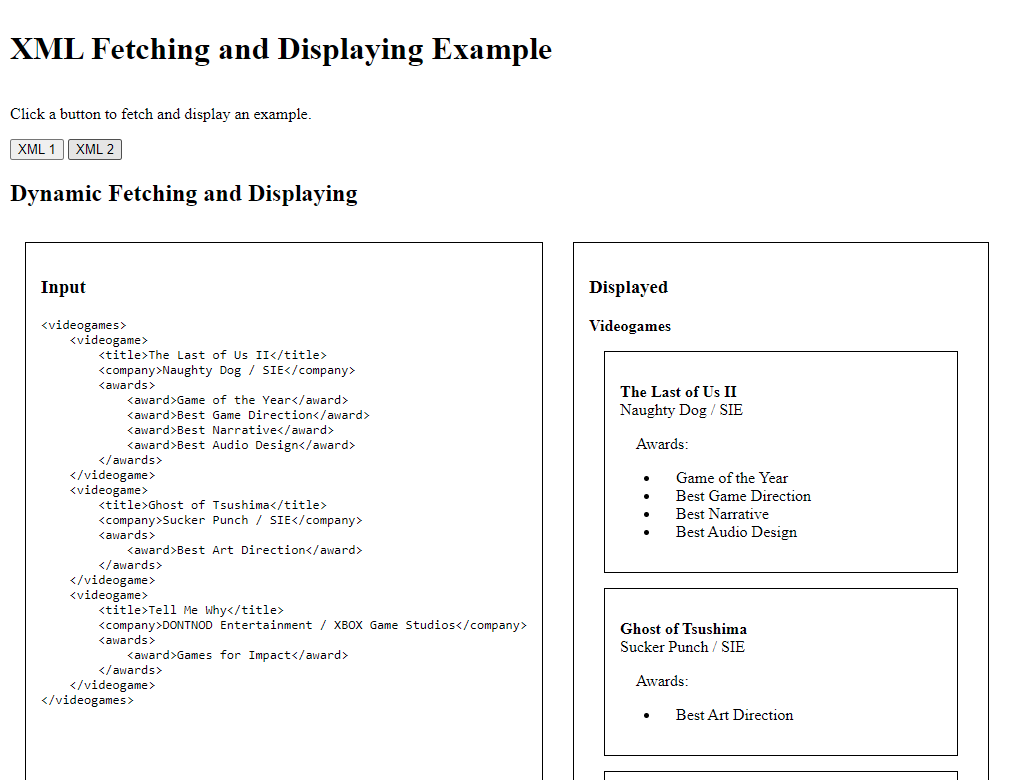 XML Fetching and Displaying Example
Click a button to fetch and display an example.
XML 1 XML 2
Dynamic Fetching and Displaying
Input
<videogames>
    <videogame>
        <title>The Last of Us II</title>
        <company>Naughty Dog / SIE</company>
        <awards>
            <award>Game of the Year</award>
            <award>Best Game Direction</award>
            <award>Best Narrative</award>
            <award>Best Audio Design</award>
        </awards>
    </videogame>
    <videogame>
        <title>Ghost of Tsushima</title>
        <company>Sucker Punch / SIE</company>
        <awards>
            <award>Best Art Direction</award>
        </awards>
    </videogame>
    <videogame>
        <title>Tell Me Why</title>
        <company>DONTNOD Entertainment / XBOX Game Studios</company>
        <awards>
            <award>Games for Impact</award>
        </awards>
    </videogame>
</videogames>
Displayed
Videogames
The Last of Us II
Naughty Dog / SIE
Awards:
• Game of the Year
• Best Game Direction
• Best Narrative
• Best Audio Design
Ghost of Tsushima
Sucker Punch / SIE
Awards:
• Best Art Direction